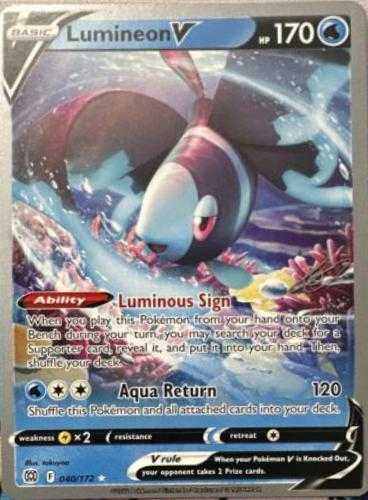 BASIC Lumineon V HP 170
Ability Luminous Sign
When you play this Pokémon from your hand onto your
Bench during your turn, you may search your deck for a
Supporter card, reveal it, and put it into your hand. Then,
shuffle your deck.
Aqua Return 120
Shuffle this Pokémon and all attached cards into your deck.
weakness ×2 resistance retreat
Illus. tokuyoa
V rule When your Pokémon V is Knocked Out,
your opponent takes 2 Prize cards.
F 040/172